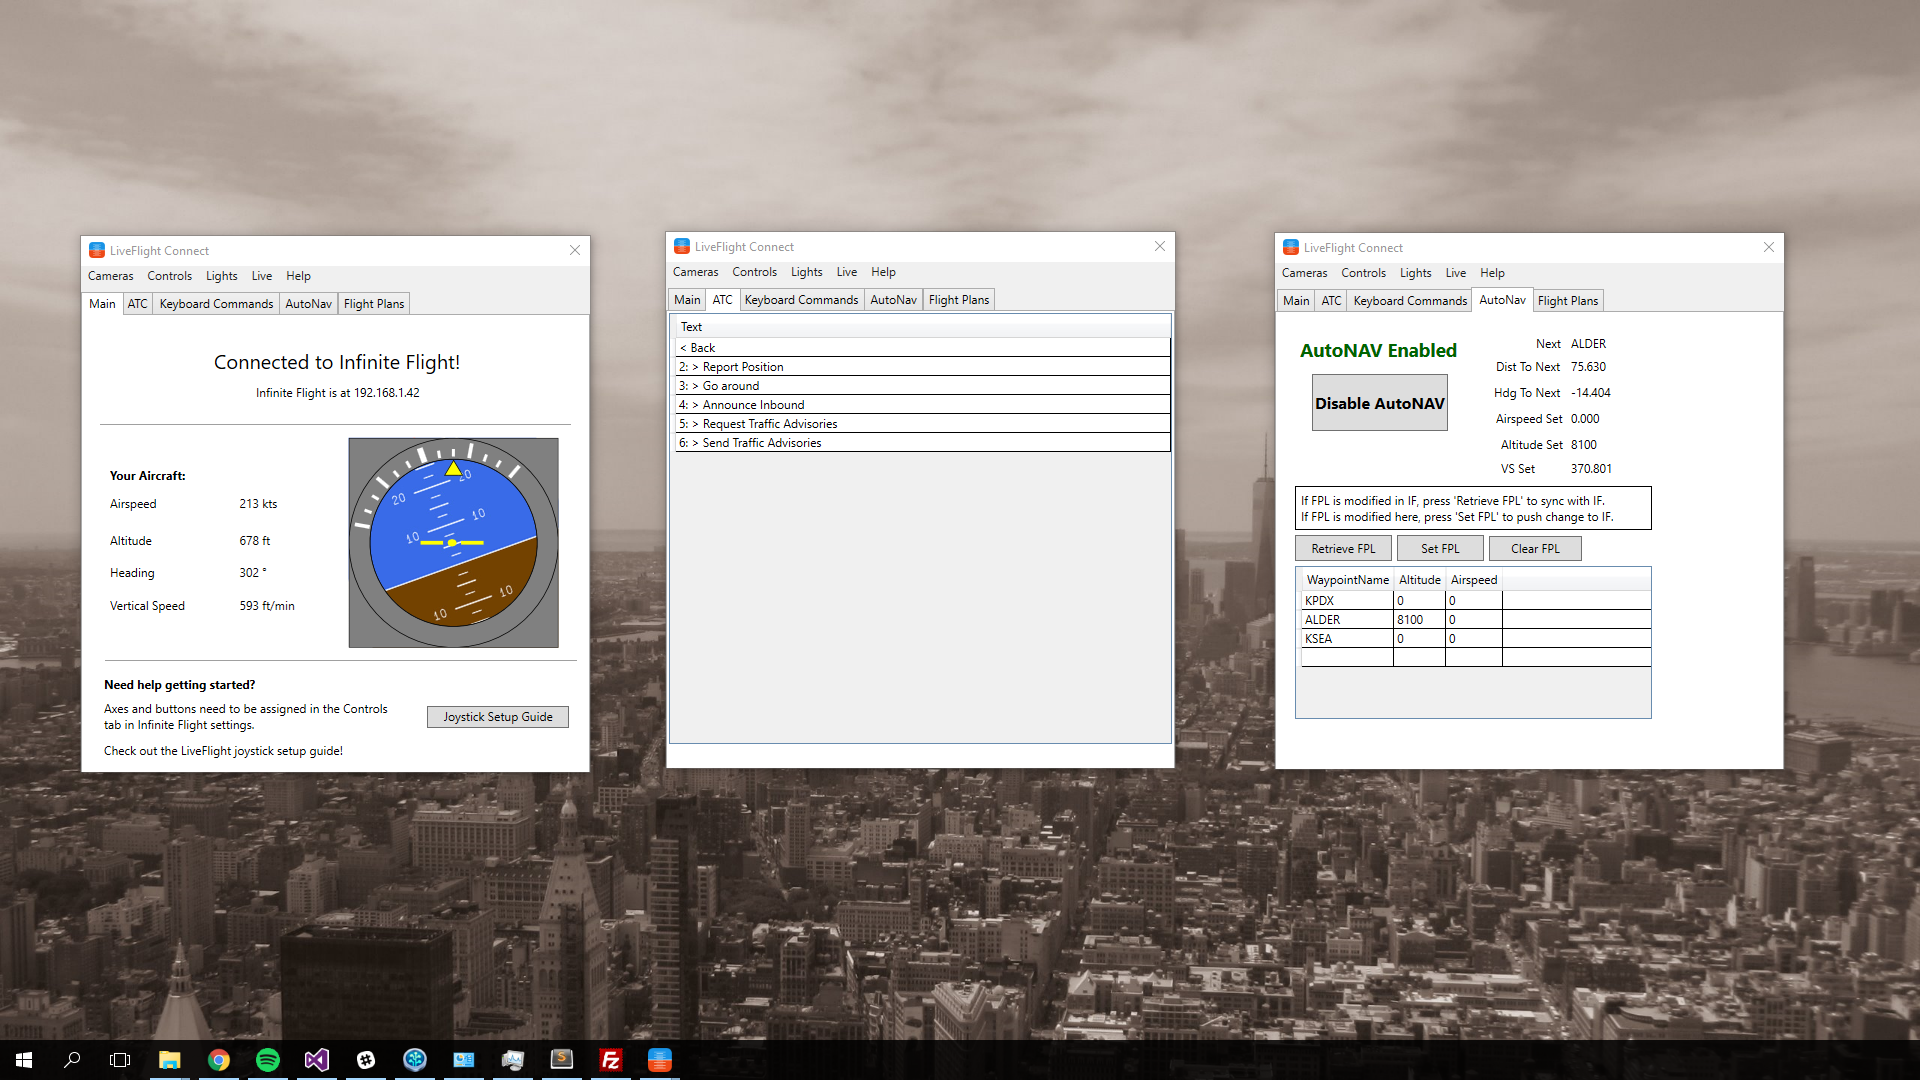 LiveFlight Connect
Cameras Controls Lights Live Help
Main ATC Keyboard Commands AutoNav Flight Plans
Connected to Infinite Flight!
Infinite Flight is at 192.168.1.42
Your Aircraft:
Airspeed 213 kts
Altitude 678 ft
Heading 302 °
Vertical Speed 593 ft/min
20 20
10 10
10 10
Need help getting started?
Axes and buttons need to be assigned in the Controls
tab in Infinite Flight settings.
Joystick Setup Guide
Check out the LiveFlight joystick setup guide!
LiveFlight Connect
Cameras Controls Lights Live Help
Main ATC Keyboard Commands AutoNav Flight Plans
Text
< Back
2: > Report Position
3: > Go around
4: > Announce Inbound
5: > Request Traffic Advisories
6: > Send Traffic Advisories
LiveFlight Connect
Cameras Controls Lights Live Help
Main ATC Keyboard Commands AutoNav Flight Plans
AutoNAV Enabled
Disable AutoNAV
Next ALDER
Dist To Next 75.630
Hdg To Next -14.404
Airspeed Set 0.000
Altitude Set 8100
VS Set 370.801
If FPL is modified in IF, press 'Retrieve FPL' to sync with IF.
If FPL is modified here, press 'Set FPL' to push change to IF.
Retrieve FPL Set FPL Clear FPL
WaypointName Altitude Airspeed
KPDX 0 0
ALDER 8100 0
KSEA 0 0
S
Fz